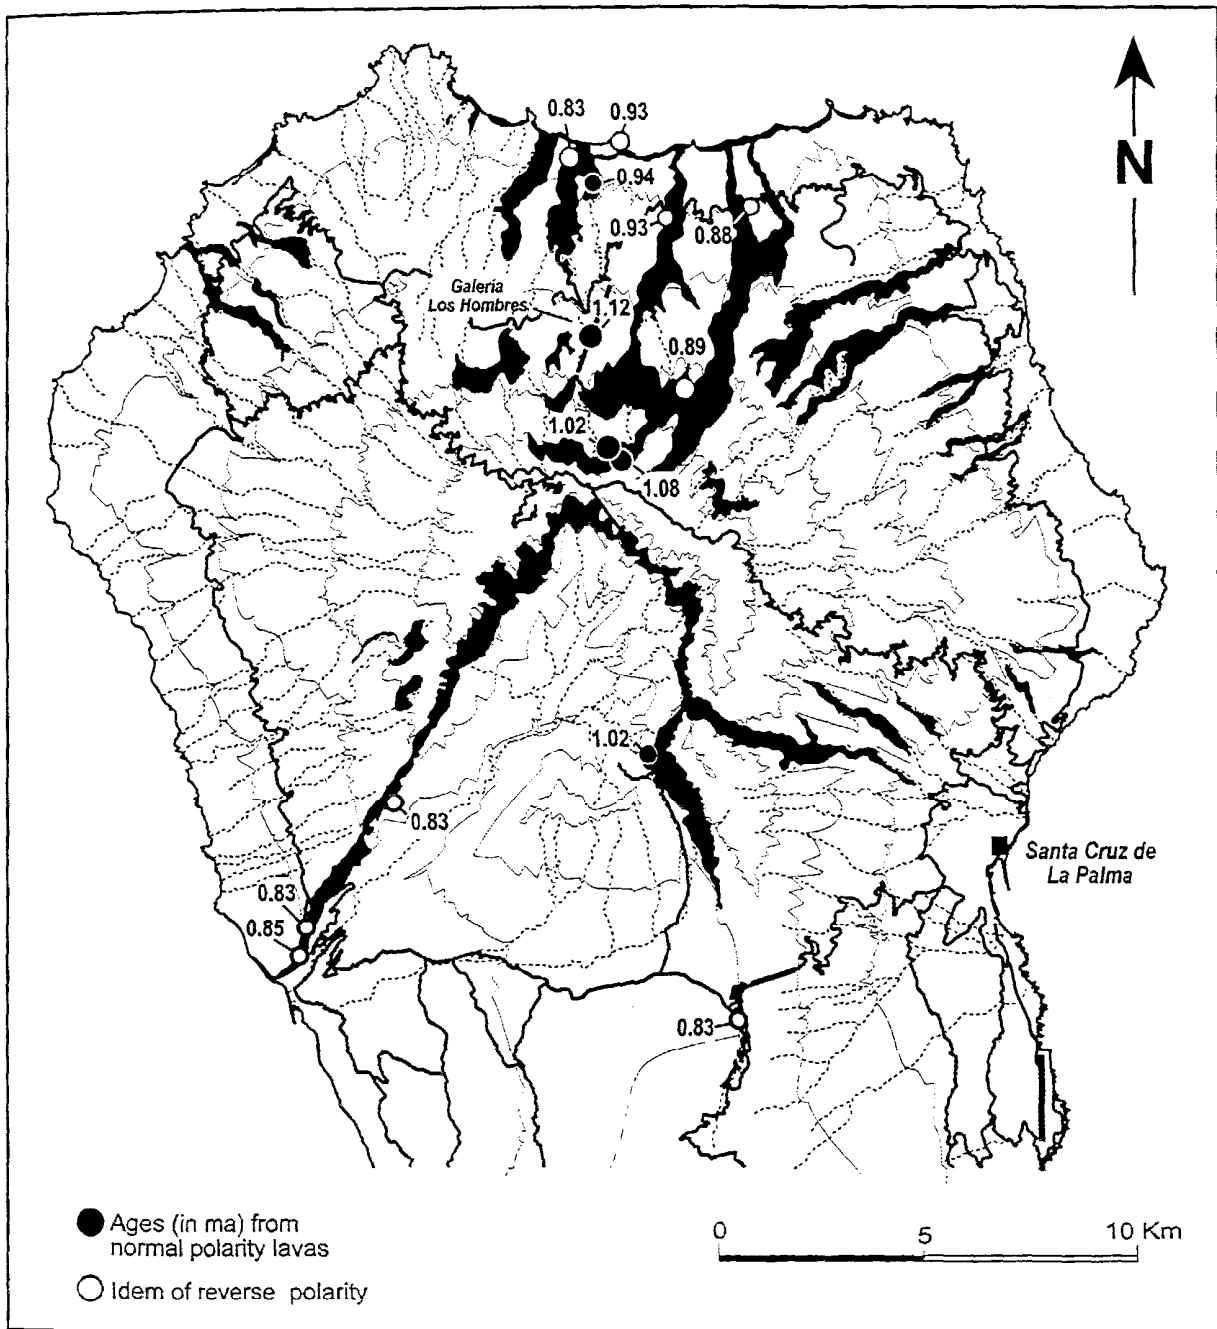 0.83
0.93
0.94
N
0.93
0.88
Galería
Los Hombres
1.12
0.89
1.02
1.08
1.02
0.83
Santa Cruz de
La Palma
0.83
0.85
0.83
Ages (in ma) from
normal polarity lavas
Idem of reverse polarity
0
5
10 Km